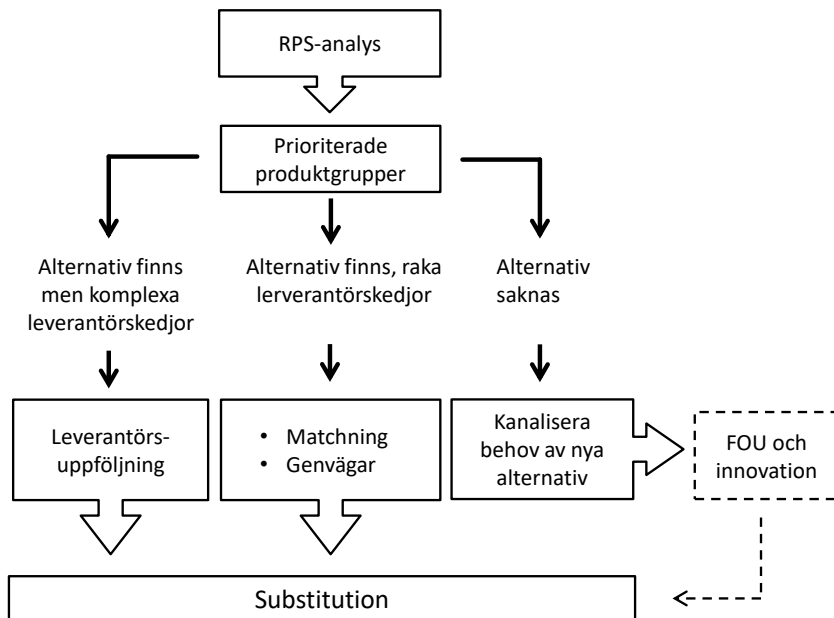 RPS-analys
Prioriterade
produktgrupper
Alternativ finns
men komplexa
leverantörskedjor
Alternativ finns, raka
lerverantörskedjor
Alternativ
saknas
Leverantörs-
uppföljning
• Matchning
• Genvägar
Kanalisera
behov av nya
alternativ
FOU och
innovation
Substitution